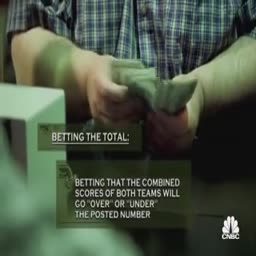 BETTING THE TOTAL:
BETTING THAT THE COMBINED
SCORES OF BOTH TEAMS WILL
GO "OVER" OR "UNDER"
THE POSTED NUMBER
CNBC